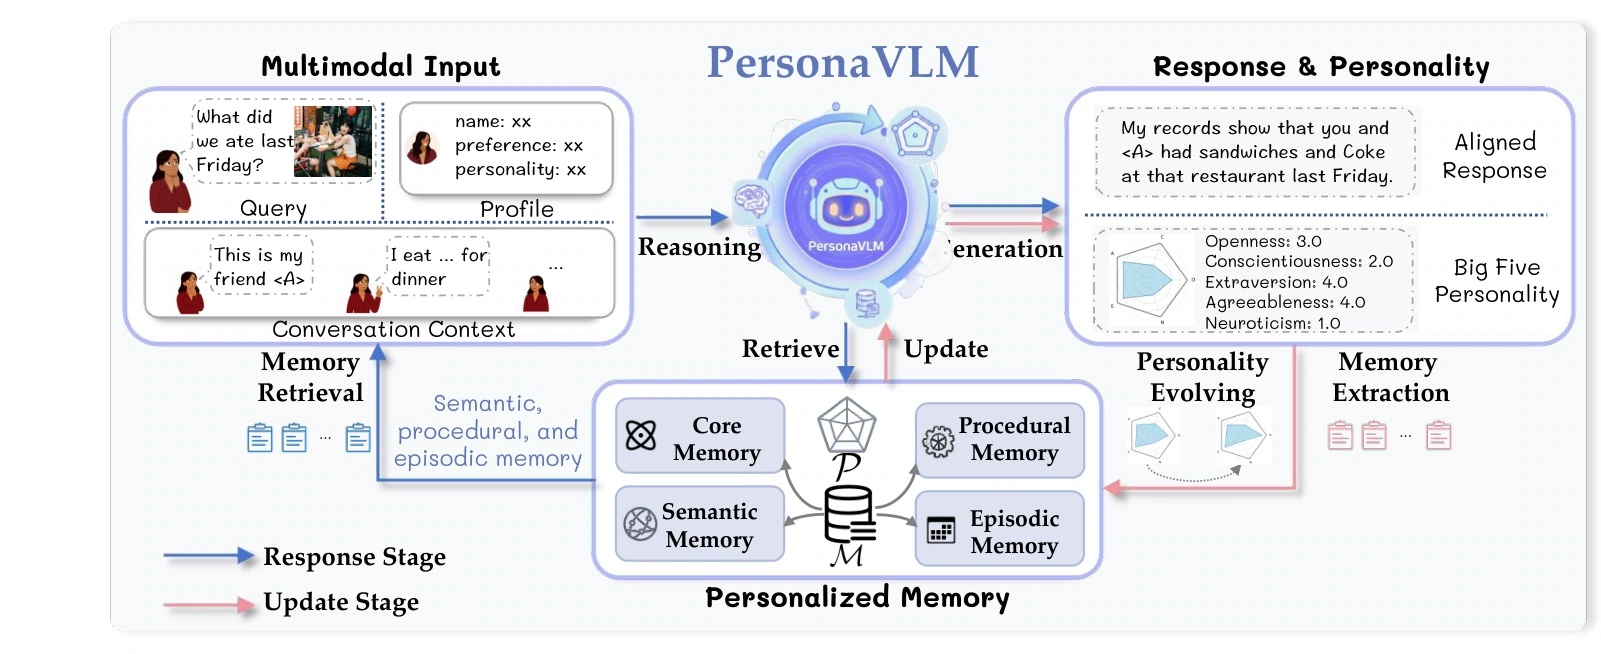 PersonaVLM
Multimodal Input
What did
we ate last
Friday?
Query
name: xx
preference: xx
personality: xx
Profile
This is my
friend <A>
I eat ... for
dinner
...
Conversation Context
Reasoning
PersonaVLM
eneration
Response & Personality
My records show that you and
<A> had sandwiches and Coke
at that restaurant last Friday.
Aligned
Response
Openness: 3.0
Conscientiousness: 2.0
Extraversion: 4.0
Agreeableness: 4.0
Neuroticism: 1.0
Big Five
Personality
Memory
Retrieval
...
Semantic,
procedural, and
episodic memory
Retrieve
Update
Personality
Evolving
Memory
Extraction
...
Core
Memory
Semantic
Memory
P
M
Procedural
Memory
Episodic
Memory
Personalized Memory
Response Stage
Update Stage